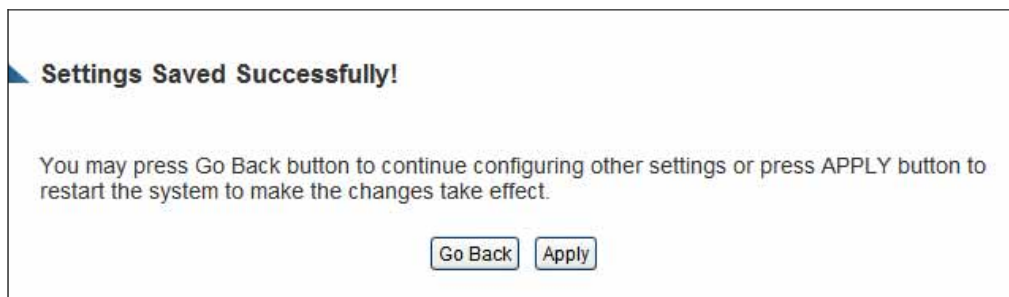 Settings Saved Successfully!
You may press Go Back button to continue configuring other settings or press APPLY button to
restart the system to make the changes take effect.
Go Back Apply